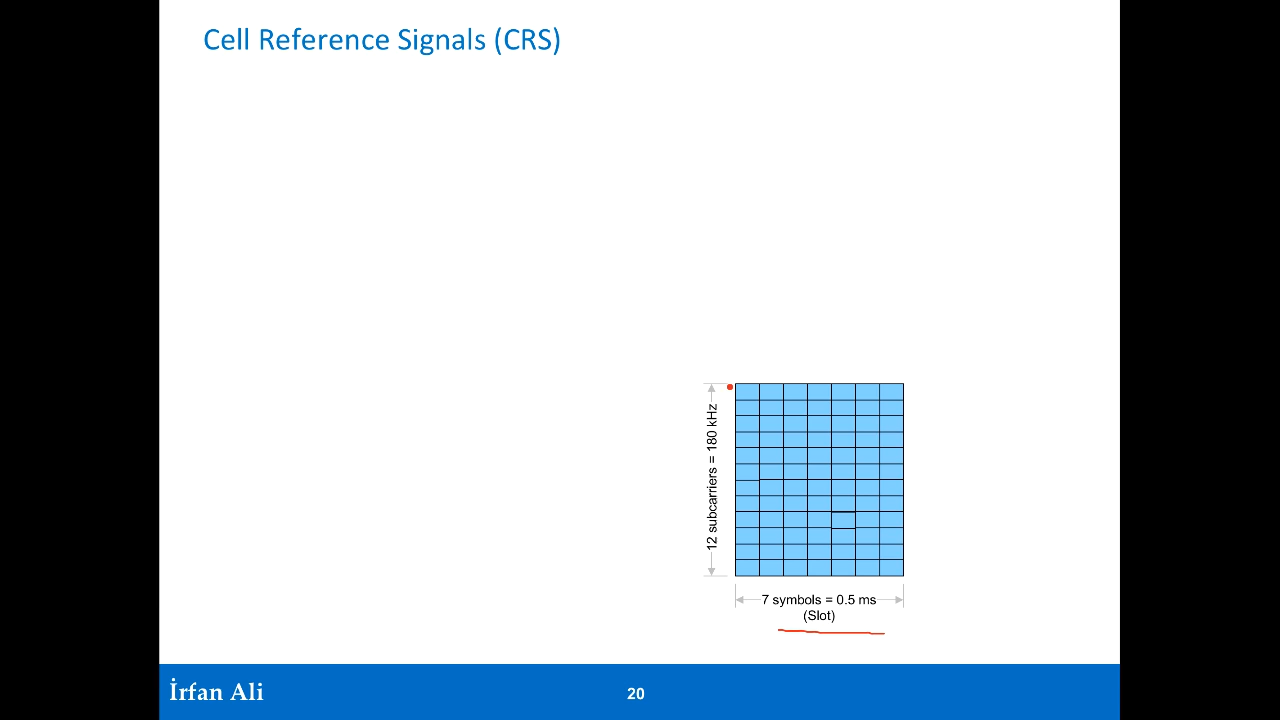 Cell Reference Signals (CRS)
12 subcarriers = 180 kHz
7 symbols = 0.5 ms
(Slot)
İrfan Ali
20